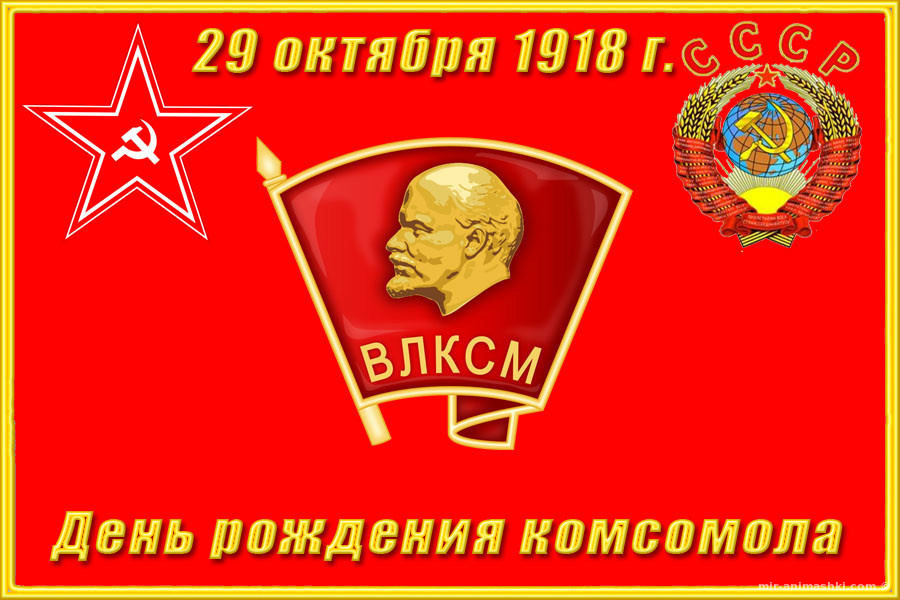 29 октября 1918 г.
СССР
ВЛКСМ
День рождения комсомола
mir-animashki.com ©